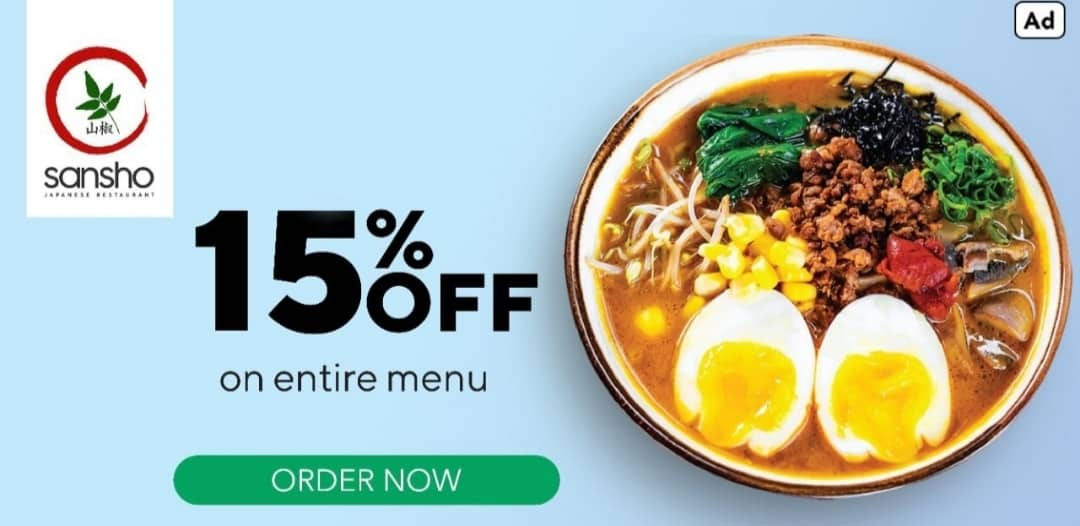 Ad
山椒
sansho
JAPANESE RESTAURANT
15% OFF
on entire menu
ORDER NOW